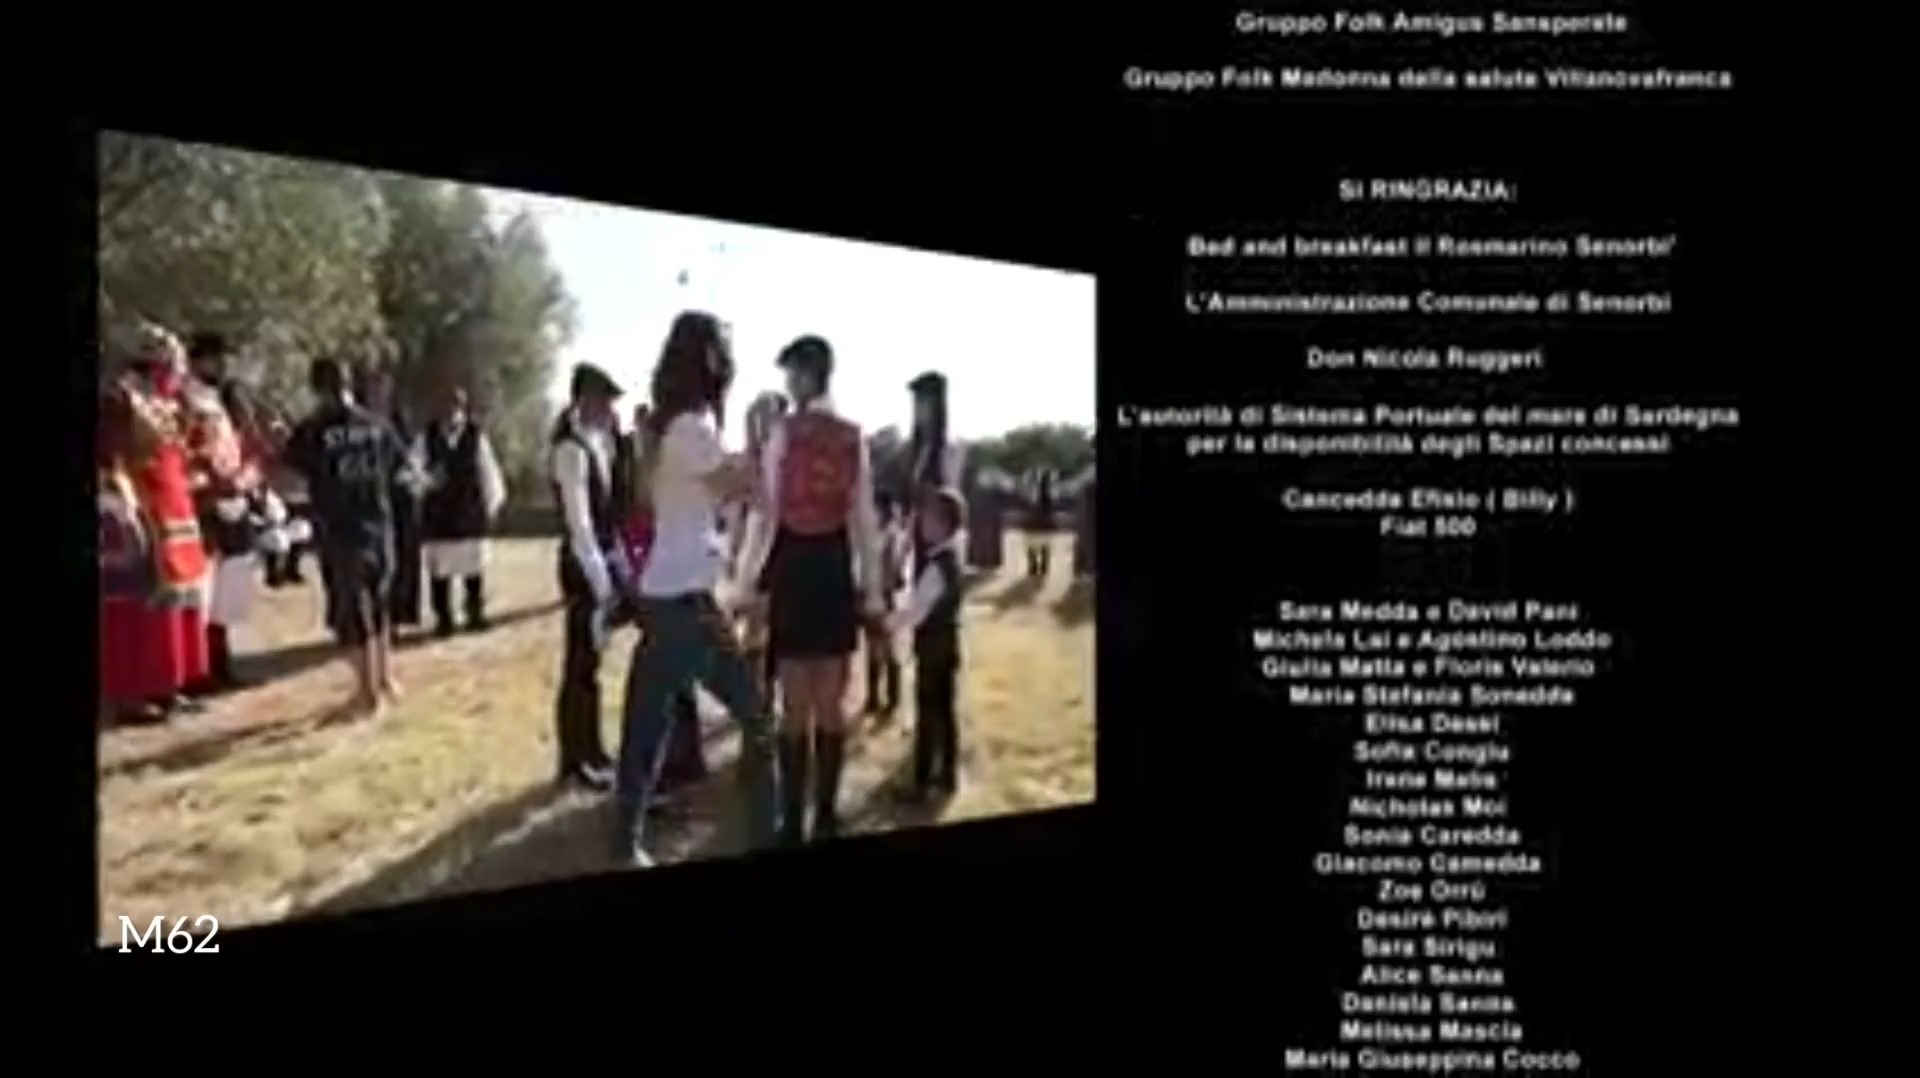 Gruppo Folk Amigus Sansperate
Gruppo Folk Madonna della salute Villanovafranca
SI RINGRAZIA:
Bed and breakfast il Rosmarino Senorbi'
L'Amministrazione Comunale di Senorbi
Don Nicola Ruggeri
L'autorità di Sistema Portuale del mare di Sardegna
per la disponibilità degli Spazi concessi
Cancedda Efisio ( Billy )
Fiat 500
Sara Medda e David Pani
Michela Lai e Agostino Loddo
Giulia Matta e Floris Valerio
Maria Stefania Sonedda
Elisa Dessì
Sofia Congiu
Irene Melis
Nicholas Moi
Sonia Caredda
Giacomo Camedda
Zoe Orrù
Desirè Pibiri
Sara Sirigu
Alice Sanna
Daniela Sanna
Melissa Mascia
Maria Giuseppina Cocco
M62